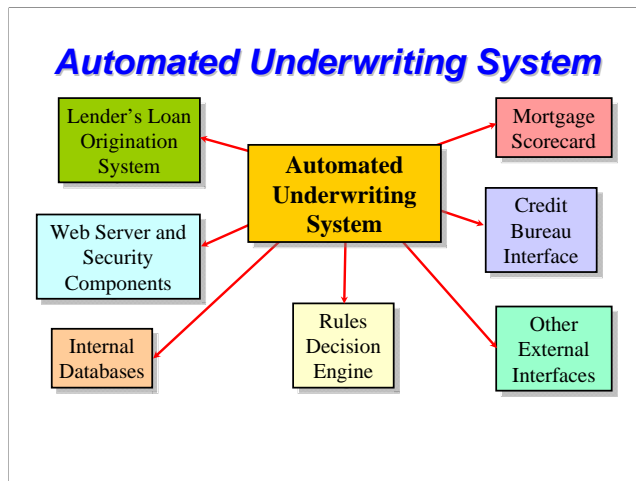 Automated Underwriting System
Lender's Loan
Origination
System
Mortgage
Scorecard
Automated
Underwriting
System
Web Server and
Security
Components
Credit
Bureau
Interface
Internal
Databases
Rules
Decision
Engine
Other
External
Interfaces